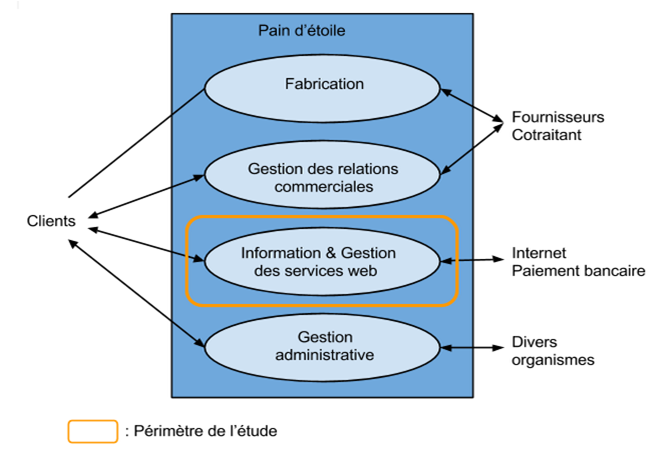 Pain d'étoile
Fabrication
Fournisseurs
Cotraitant
Gestion des relations
commerciales
Clients
Information & Gestion
des services web
Internet
Paiement bancaire
Gestion
administrative
Divers
organismes
: Périmètre de l'étude